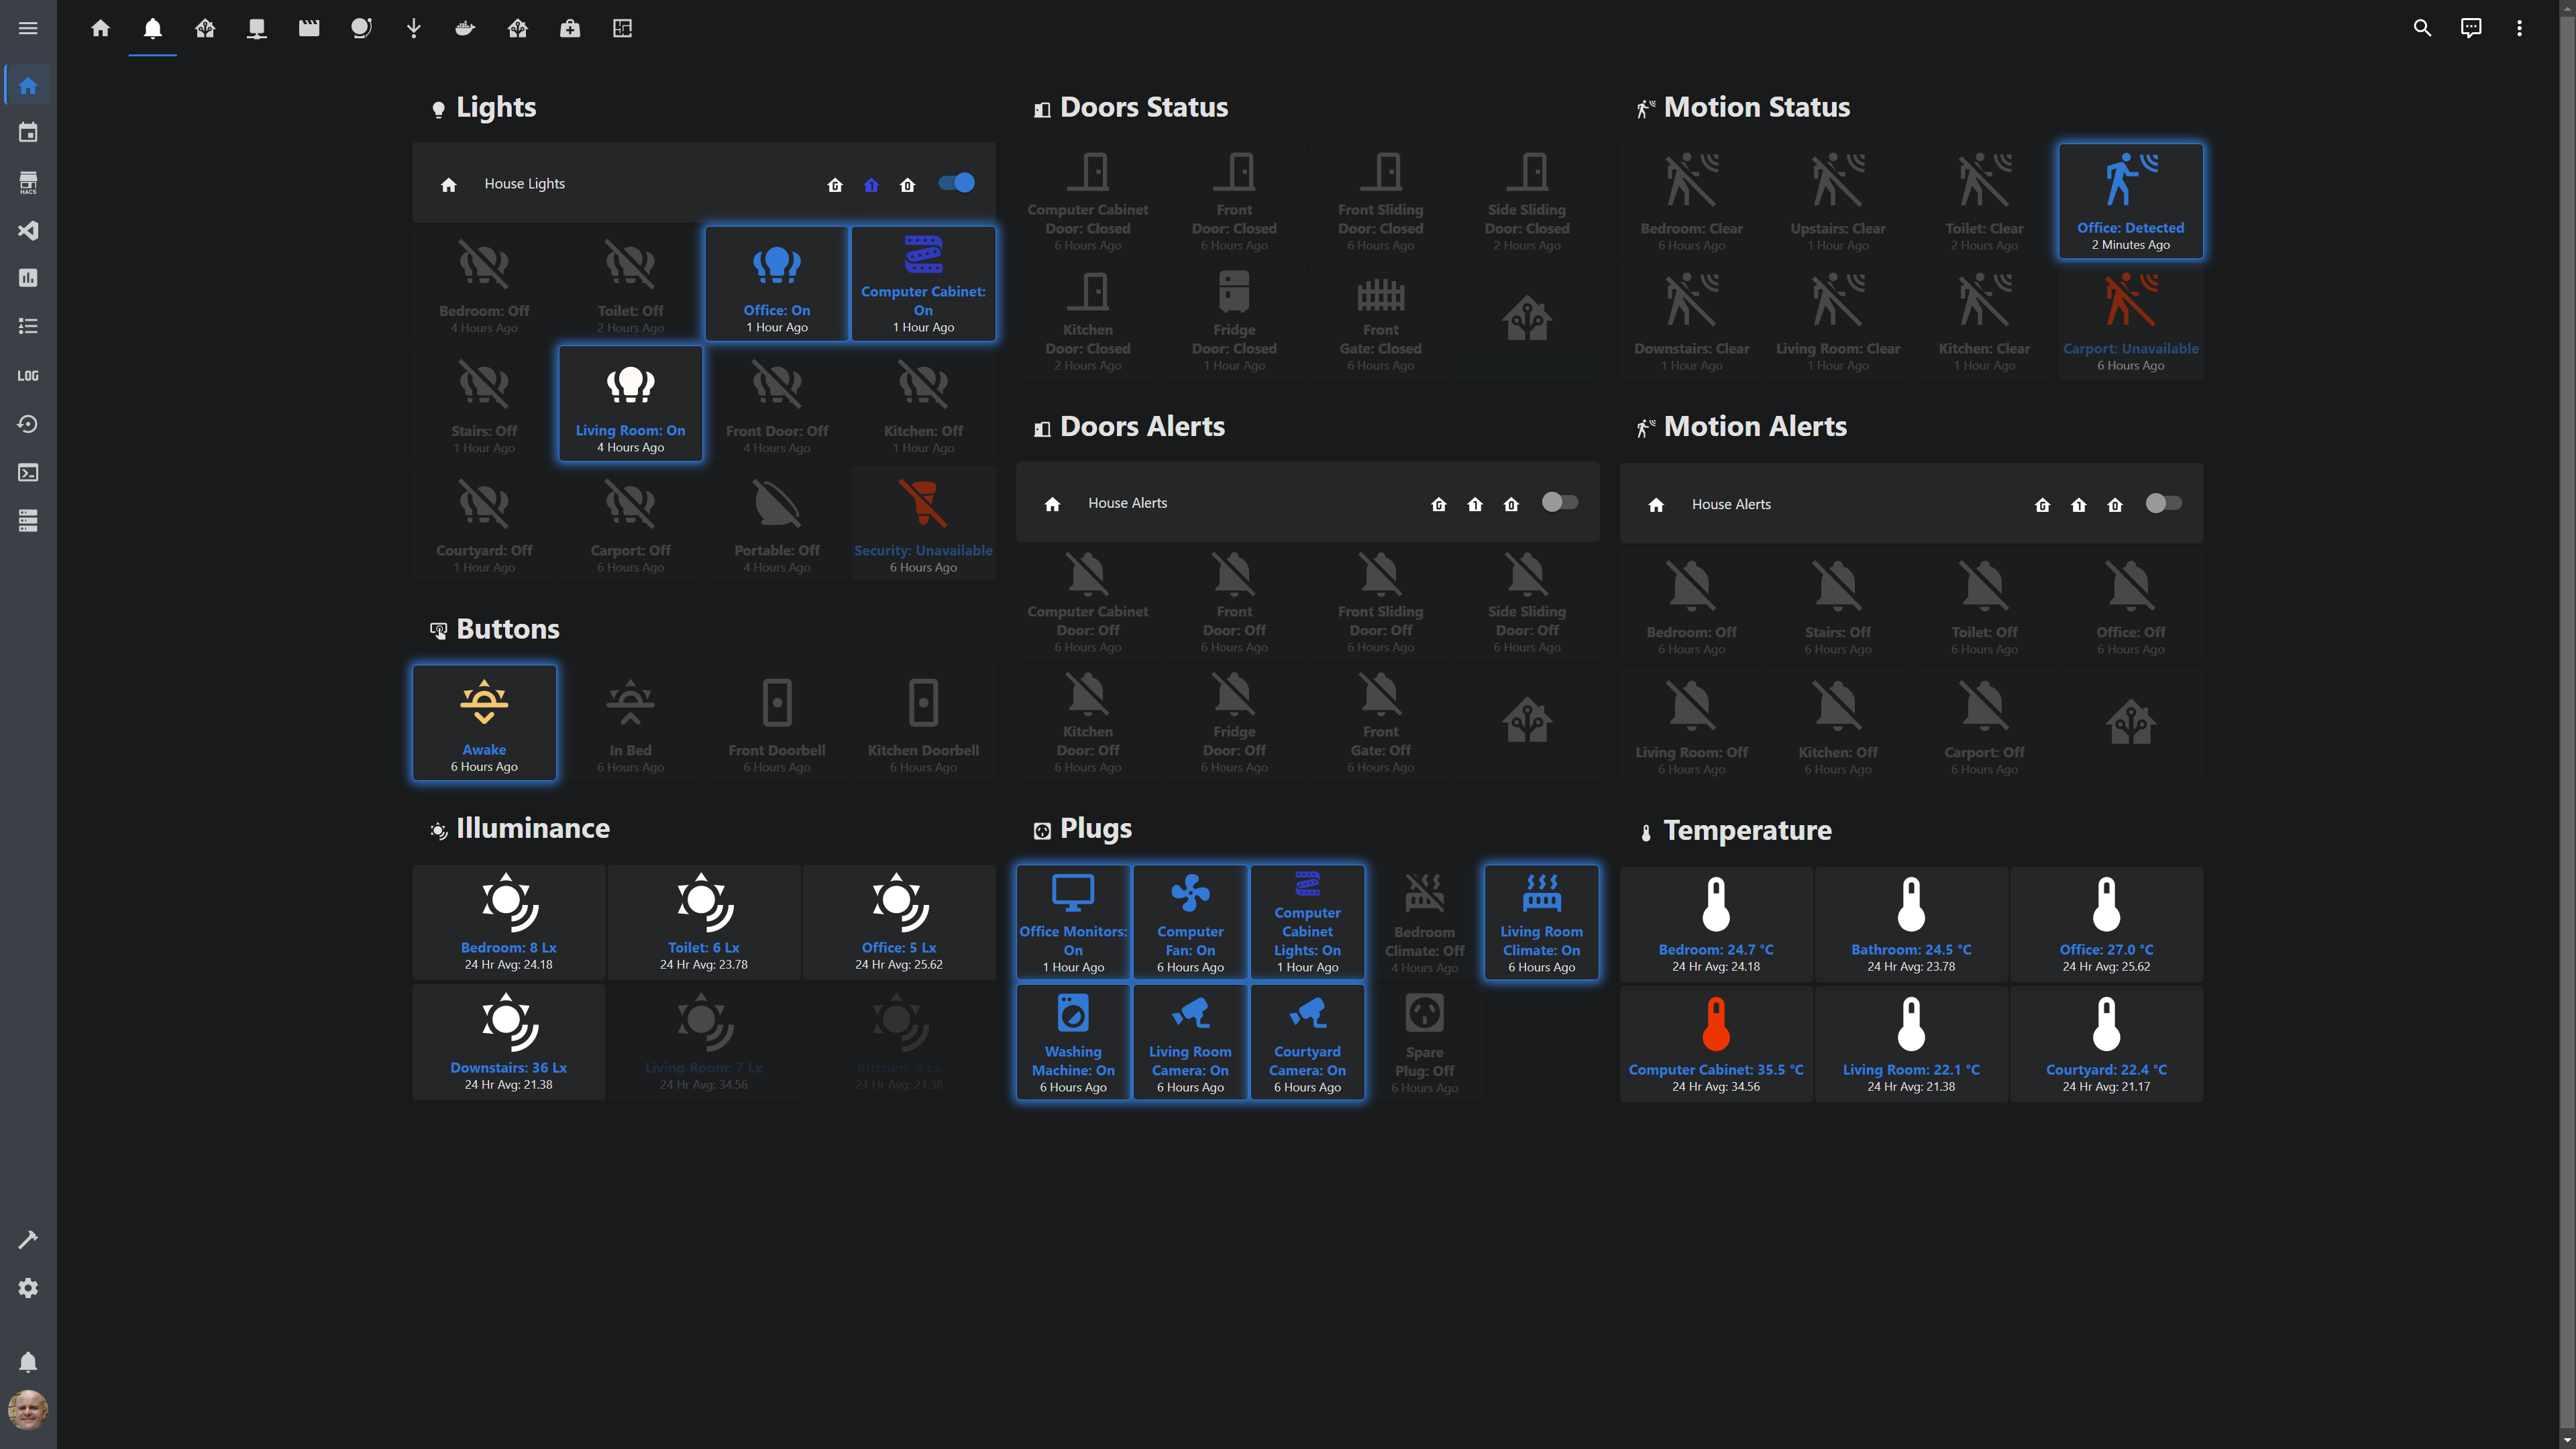 HACS
LOG
Lights
House Lights
Bedroom: Off
4 Hours Ago
Toilet: Off
2 Hours Ago
Office: On
1 Hour Ago
Computer Cabinet:
On
1 Hour Ago
Stairs: Off
1 Hour Ago
Living Room: On
4 Hours Ago
Front Door: Off
4 Hours Ago
Kitchen: Off
1 Hour Ago
Courtyard: Off
1 Hour Ago
Carport: Off
6 Hours Ago
Portable: Off
4 Hours Ago
Security: Unavailable
6 Hours Ago
Buttons
Awake
6 Hours Ago
In Bed
6 Hours Ago
Front Doorbell
6 Hours Ago
Kitchen Doorbell
6 Hours Ago
Illuminance
Bedroom: 8 Lx
24 Hr Avg: 24.18
Toilet: 6 Lx
24 Hr Avg: 23.78
Office: 5 Lx
24 Hr Avg: 25.62
Downstairs: 36 Lx
24 Hr Avg: 21.38
Living Room: 7 Lx
24 Hr Avg: 34.56
Kitchen: 4 Lx
24 Hr Avg: 21.38
Doors Status
Computer Cabinet
Door: Closed
6 Hours Ago
Front
Door: Closed
6 Hours Ago
Front Sliding
Door: Closed
6 Hours Ago
Side Sliding
Door: Closed
2 Hours Ago
Kitchen
Door: Closed
2 Hours Ago
Fridge
Door: Closed
1 Hour Ago
Front
Gate: Closed
6 Hours Ago
Doors Alerts
House Alerts
Computer Cabinet
Door: Off
6 Hours Ago
Front
Door: Off
6 Hours Ago
Front Sliding
Door: Off
6 Hours Ago
Side Sliding
Door: Off
6 Hours Ago
Kitchen
Door: Off
6 Hours Ago
Fridge
Door: Off
6 Hours Ago
Front
Gate: Off
6 Hours Ago
Plugs
Office Monitors:
On
1 Hour Ago
Computer
Fan: On
6 Hours Ago
Computer
Cabinet
Lights: On
1 Hour Ago
Bedroom
Climate: Off
4 Hours Ago
Living Room
Climate: On
6 Hours Ago
Washing
Machine: On
6 Hours Ago
Living Room
Camera: On
6 Hours Ago
Courtyard
Camera: On
6 Hours Ago
Spare
Plug: Off
6 Hours Ago
Motion Status
Bedroom: Clear
6 Hours Ago
Upstairs: Clear
1 Hour Ago
Toilet: Clear
2 Hours Ago
Office: Detected
2 Minutes Ago
Downstairs: Clear
1 Hour Ago
Living Room: Clear
1 Hour Ago
Kitchen: Clear
1 Hour Ago
Carport: Unavailable
6 Hours Ago
Motion Alerts
House Alerts
Bedroom: Off
6 Hours Ago
Stairs: Off
6 Hours Ago
Toilet: Off
6 Hours Ago
Office: Off
6 Hours Ago
Living Room: Off
6 Hours Ago
Kitchen: Off
6 Hours Ago
Carport: Off
6 Hours Ago
Temperature
Bedroom: 24.7 °C
24 Hr Avg: 24.18
Bathroom: 24.5 °C
24 Hr Avg: 23.78
Office: 27.0 °C
24 Hr Avg: 25.62
Computer Cabinet: 35.5 °C
24 Hr Avg: 34.56
Living Room: 22.1 °C
24 Hr Avg: 21.38
Courtyard: 22.4 °C
24 Hr Avg: 21.17